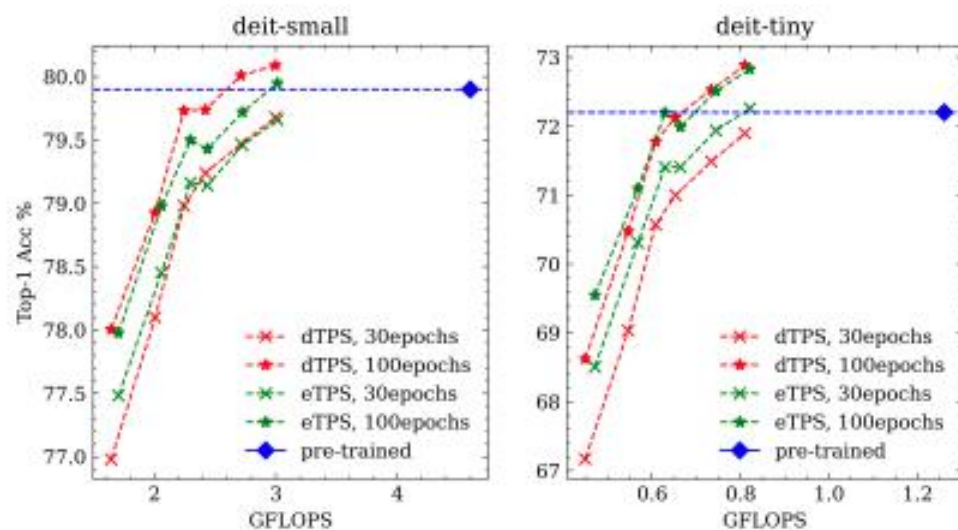 deit-small
80.0
79.5
79.0
78.5
78.0
77.5
77.0
Top-1 Acc %
dTPS, 30epochs
dTPS, 100epochs
eTPS, 30epochs
eTPS, 100epochs
pre-trained
2
3
4
GFLOPS
deit-tiny
73
72
71
70
69
68
67
dTPS, 30epochs
dTPS, 100epochs
eTPS, 30epochs
eTPS, 100epochs
pre-trained
0.6
0.8
1.0
1.2
GFLOPS